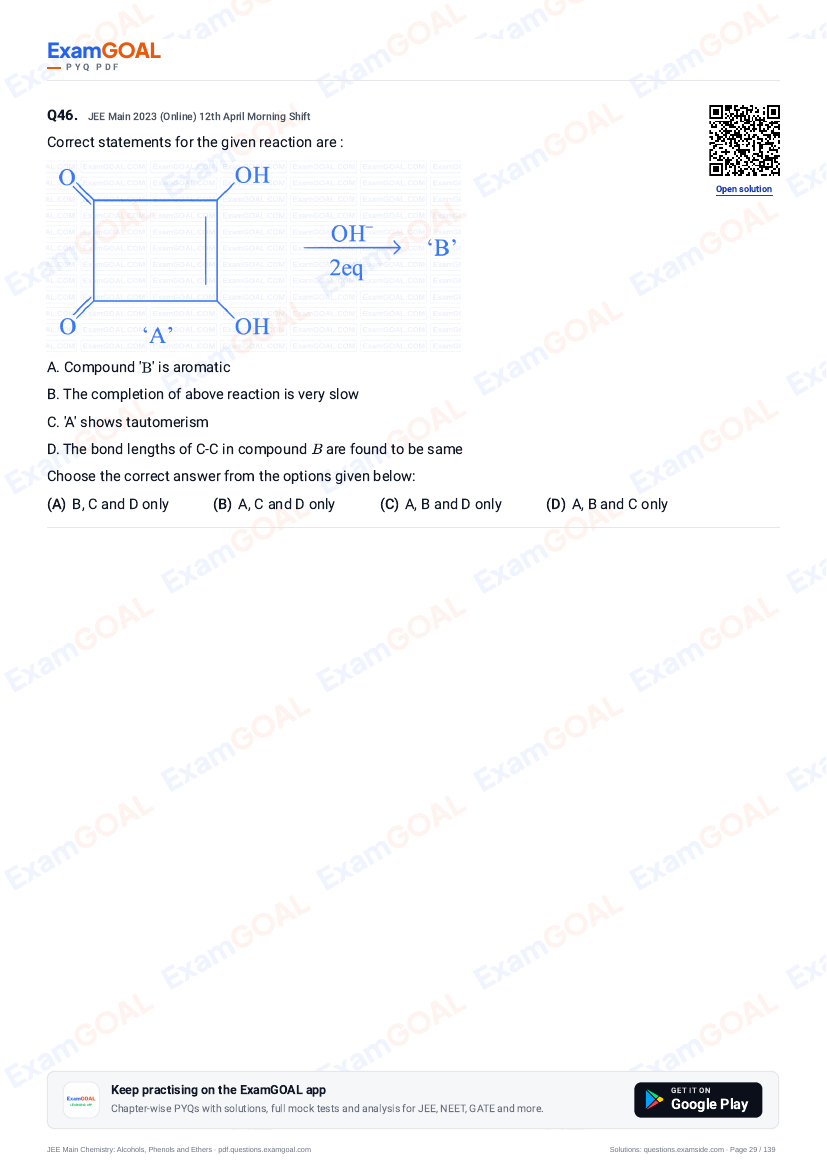 ExamGOAL
PYQ PDF
Q46. JEE Main 2023 (Online) 12th April Morning Shift
Correct statements for the given reaction are :
Open solution
O OH
OH⁻
2eq
'B'
O 'A' OH
A. Compound 'B' is aromatic
B. The completion of above reaction is very slow
C. 'A' shows tautomerism
D. The bond lengths of C-C in compound B are found to be same
Choose the correct answer from the options given below:
(A) B, C and D only (B) A, C and D only (C) A, B and D only (D) A, B and C only
Keep practising on the ExamGOAL app
Chapter-wise PYQs with solutions, full mock tests and analysis for JEE, NEET, GATE and more.
GET IT ON
Google Play
JEE Main Chemistry: Alcohols, Phenols and Ethers · pdf.questions.examgoal.com
Solutions: questions.examside.com · Page 29 / 139